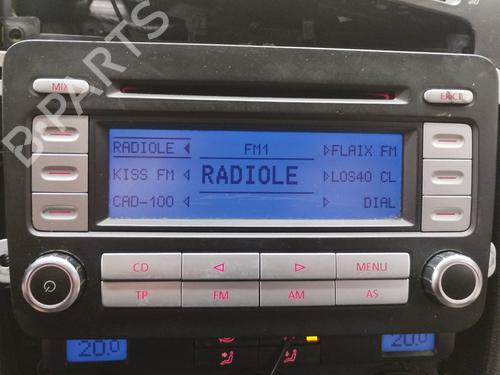 B-PARTS
MIX
EJECT
RADIOLE FM1 FLAIX FM
KISS FM RADIOLE LOS40 CL
CAD-100 DIAL
CD MENU
TP FM AM AS
20.0 20.0